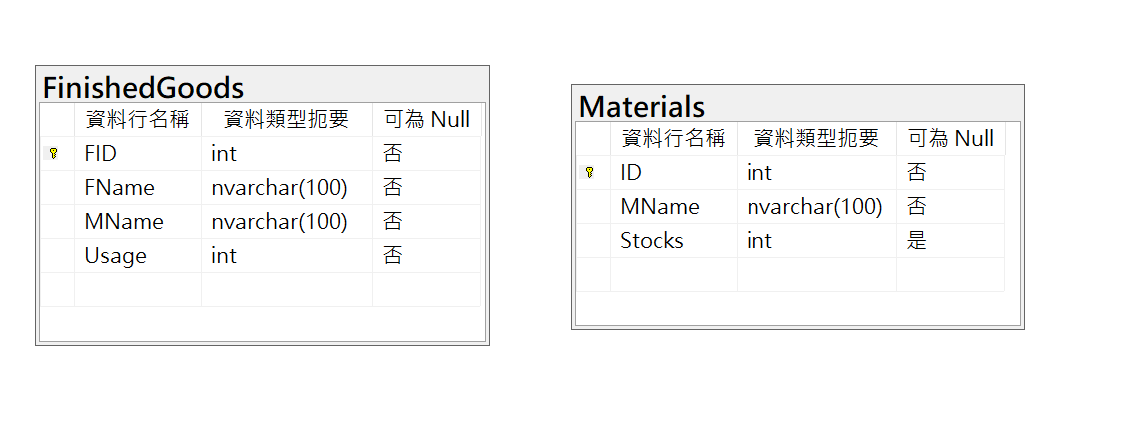 FinishedGoods
資料行名稱 資料類型扼要 可為 Null
FID int 否
FName nvarchar(100) 否
MName nvarchar(100) 否
Usage int 否
Materials
資料行名稱 資料類型扼要 可為 Null
ID int 否
MName nvarchar(100) 否
Stocks int 是